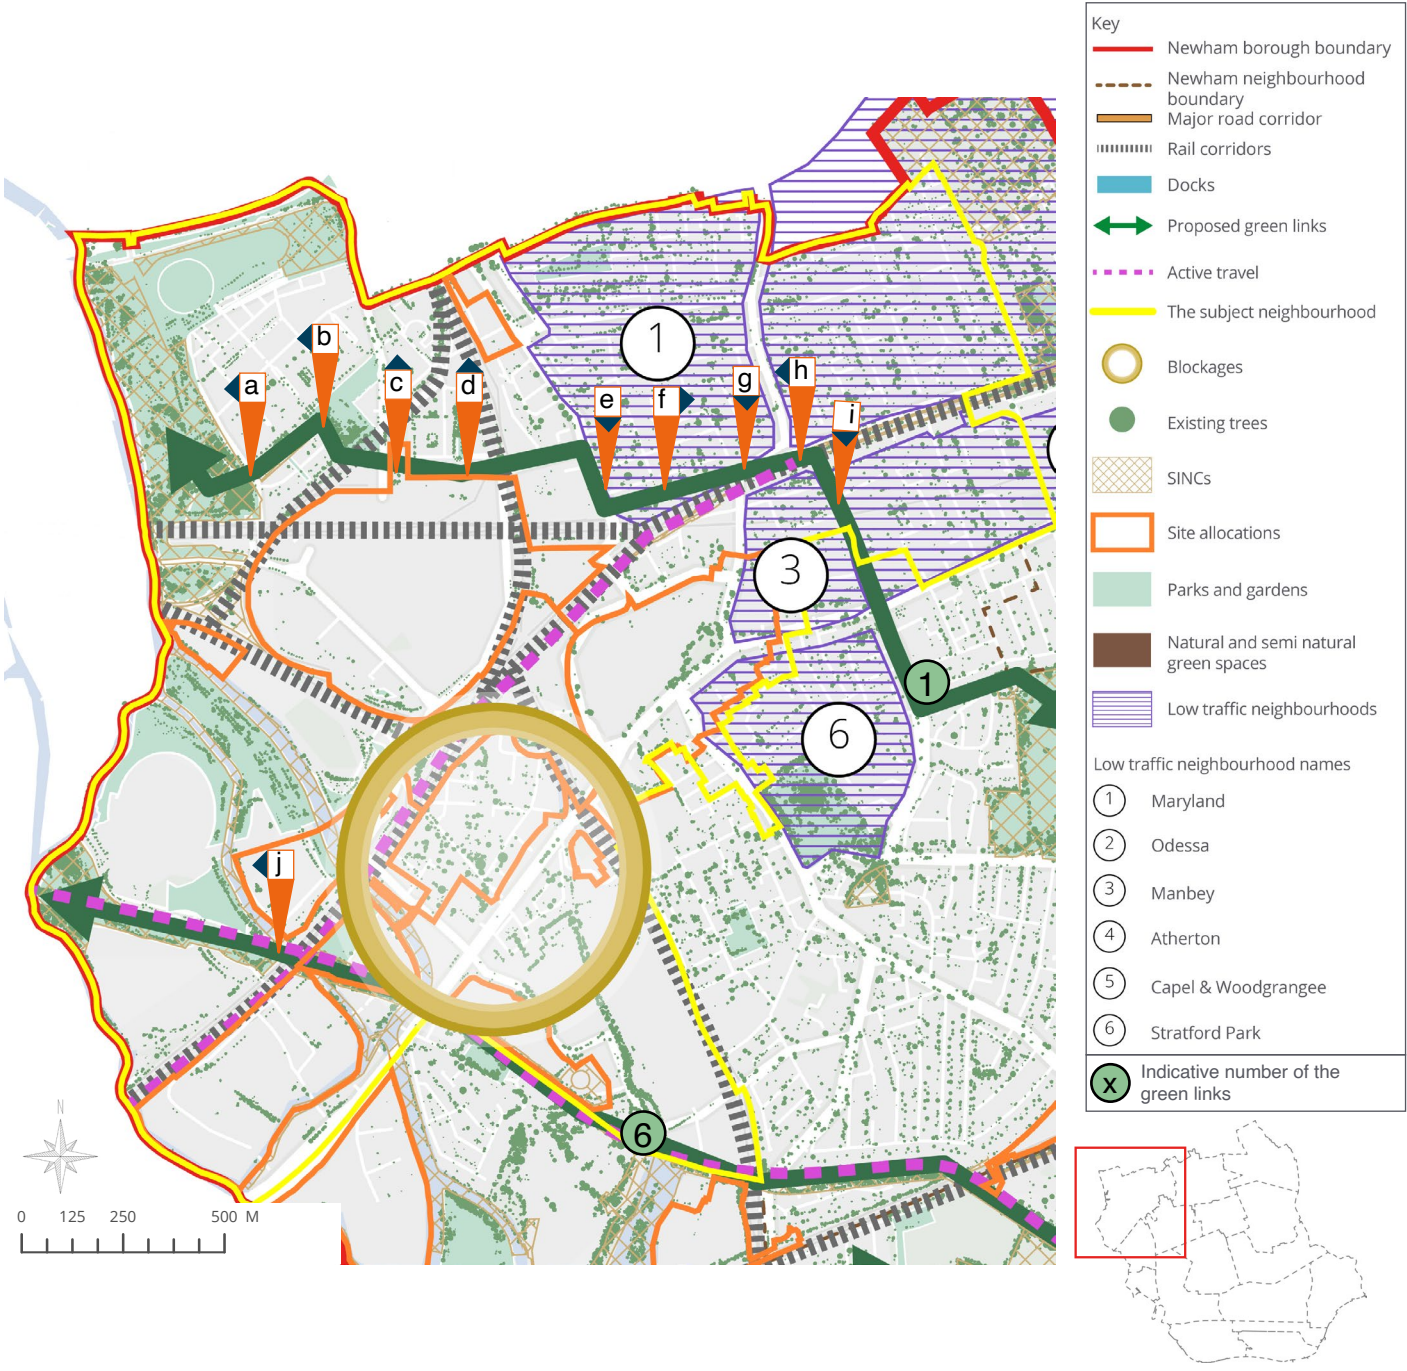 b
a
c
d
e
f
g
h
i
1
3
1
6
j
6
N
0 125 250 500 M
Key
Newham borough boundary
Newham neighbourhood
boundary
Major road corridor
Rail corridors
Docks
Proposed green links
Active travel
The subject neighbourhood
Blockages
Existing trees
SINCs
Site allocations
Parks and gardens
Natural and semi natural
green spaces
Low traffic neighbourhoods
Low traffic neighbourhood names
1 Maryland
2 Odessa
3 Manbey
4 Atherton
5 Capel & Woodgrangee
6 Stratford Park
x Indicative number of the
green links